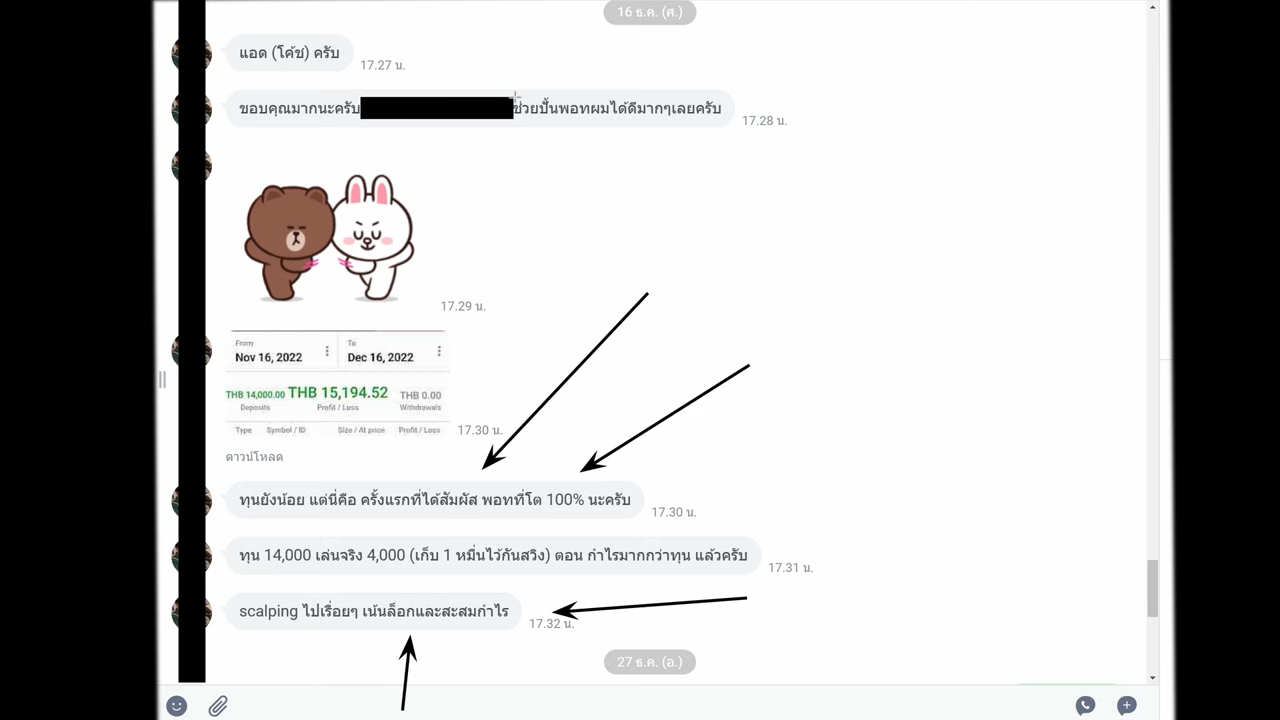 16 ธ.ค. (ศ.)
แอด (โค้ช) ครับ
17.27 น.
ขอบคุณมากนะครับ ช่วยปั้นพอทผมได้ดีมากๆเลยครับ
17.28 น.
17.29 น.
From To
Nov 16, 2022 Dec 16, 2022
THB 14,000.00 THB 15,194.52 THB 0.00
Deposits Profit / Loss Withdrawals
Type Symbol / ID Size / At price Profit / Loss
17.30 น.
ดาวน์โหลด
ทุนยังน้อย แต่นี่คือ ครั้งแรกที่ได้สัมผัส พอทที่โต 100% นะครับ
17.30 น.
ทุน 14,000 เล่นจริง 4,000 (เก็บ 1 หมื่นไว้กันสวิง) ตอน กำไรมากกว่าทุน แล้วครับ
17.31 น.
scalping ไปเรื่อยๆ เน้นล็อกและสะสมกำไร
17.32 น.
27 ธ.ค. (อ.)